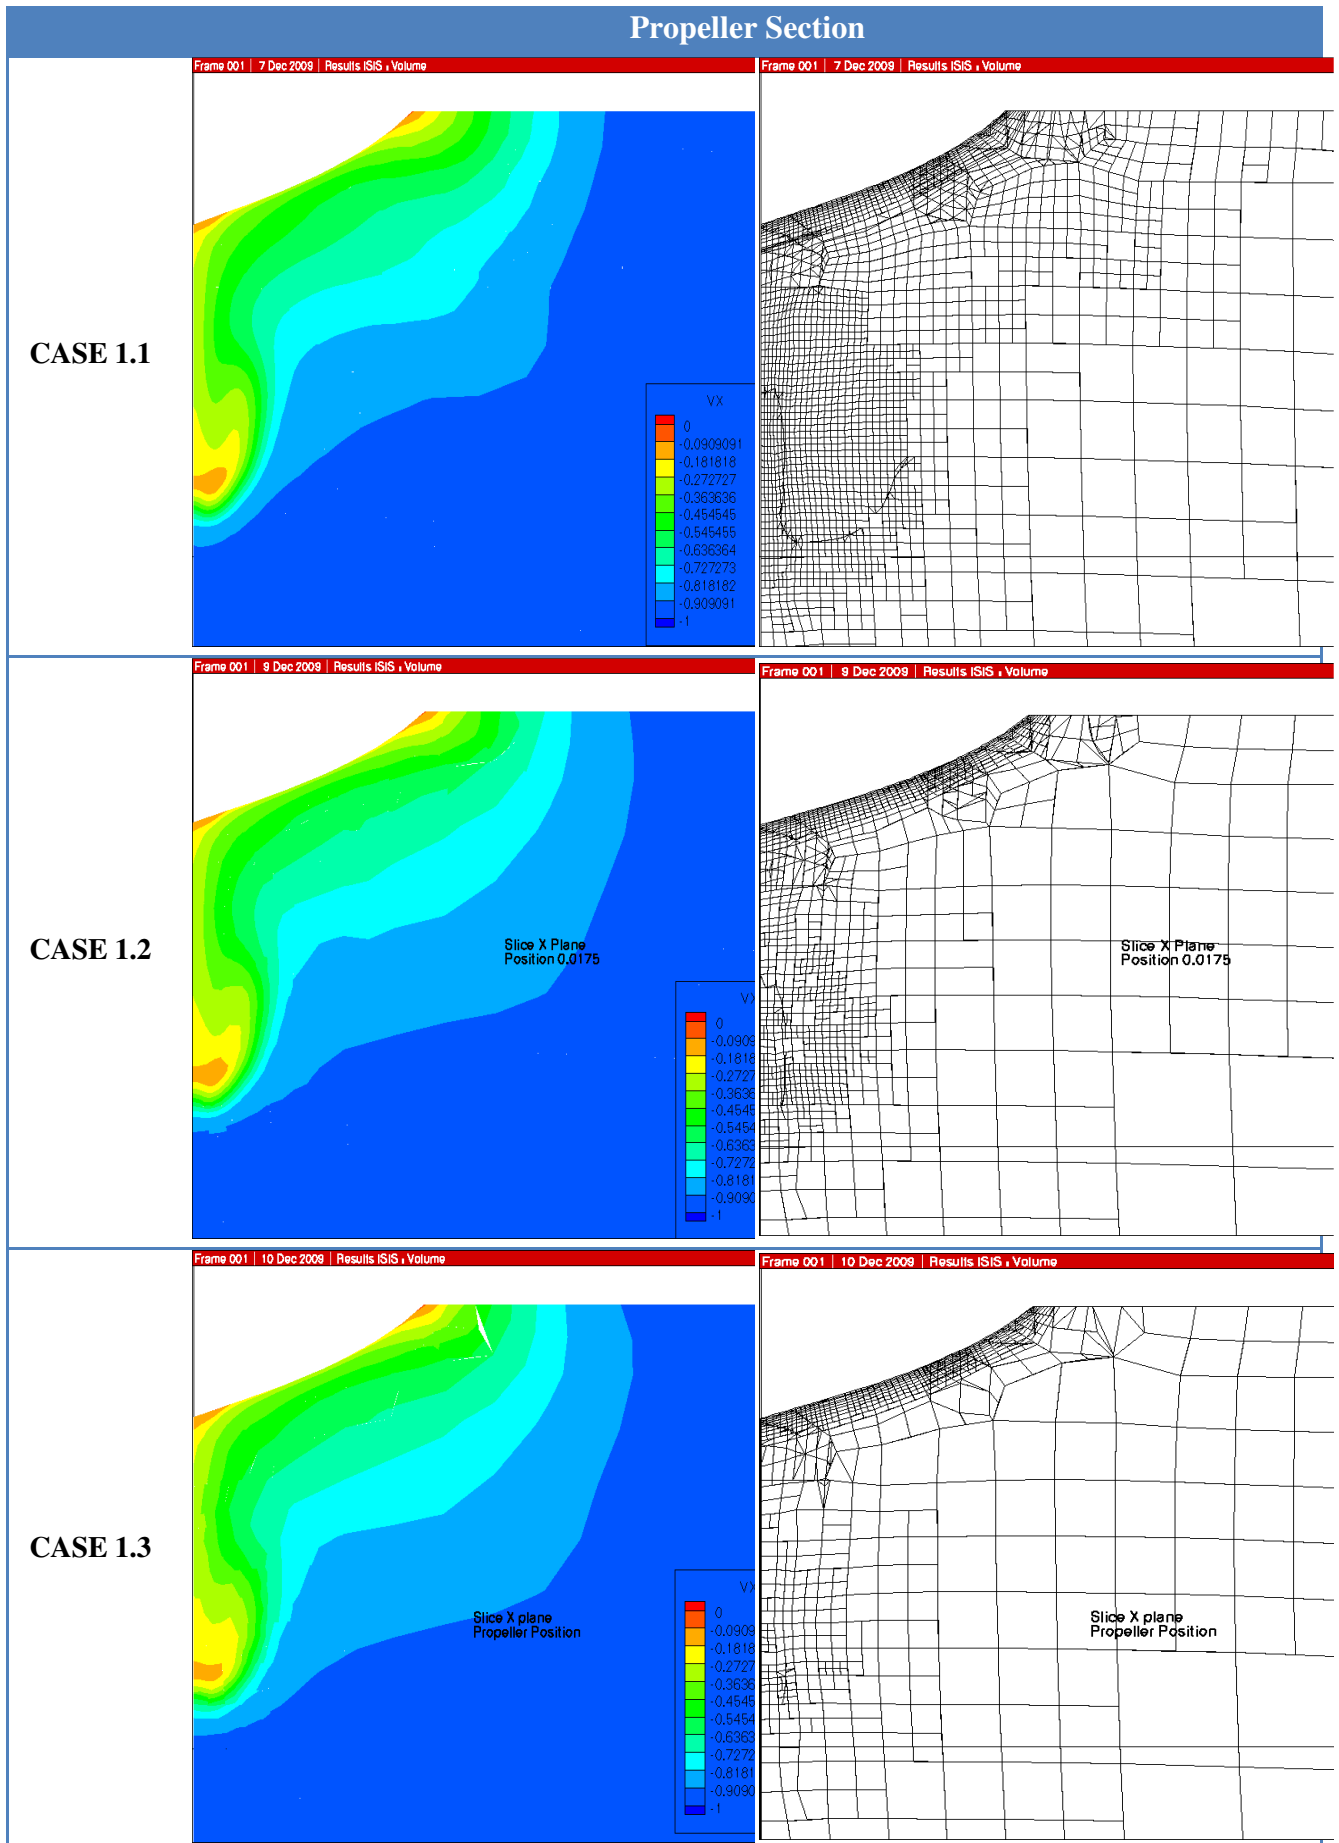 Propeller Section
CASE 1.1
Frame 001 | 7 Dec 2009 | Results ISIS , Volume
VX
0
-0.0909091
-0.181818
-0.272727
-0.363636
-0.454545
-0.545455
-0.636364
-0.727273
-0.818182
-0.909091
-1
Frame 001 | 7 Dec 2009 | Results ISIS , Volume
CASE 1.2
Frame 001 | 9 Dec 2009 | Results ISIS , Volume
Slice X Plane
Position 0.0175
VX
0
-0.0909
-0.1818
-0.2727
-0.3636
-0.4545
-0.5454
-0.6363
-0.7272
-0.8181
-0.9090
-1
Frame 001 | 9 Dec 2009 | Results ISIS , Volume
Slice X Plane
Position 0.0175
CASE 1.3
Frame 001 | 10 Dec 2009 | Results ISIS , Volume
Slice X plane
Propeller Position
VX
0
-0.0909
-0.1818
-0.2727
-0.3636
-0.4545
-0.5454
-0.6363
-0.7272
-0.8181
-0.9090
-1
Frame 001 | 10 Dec 2009 | Results ISIS , Volume
Slice X plane
Propeller Position